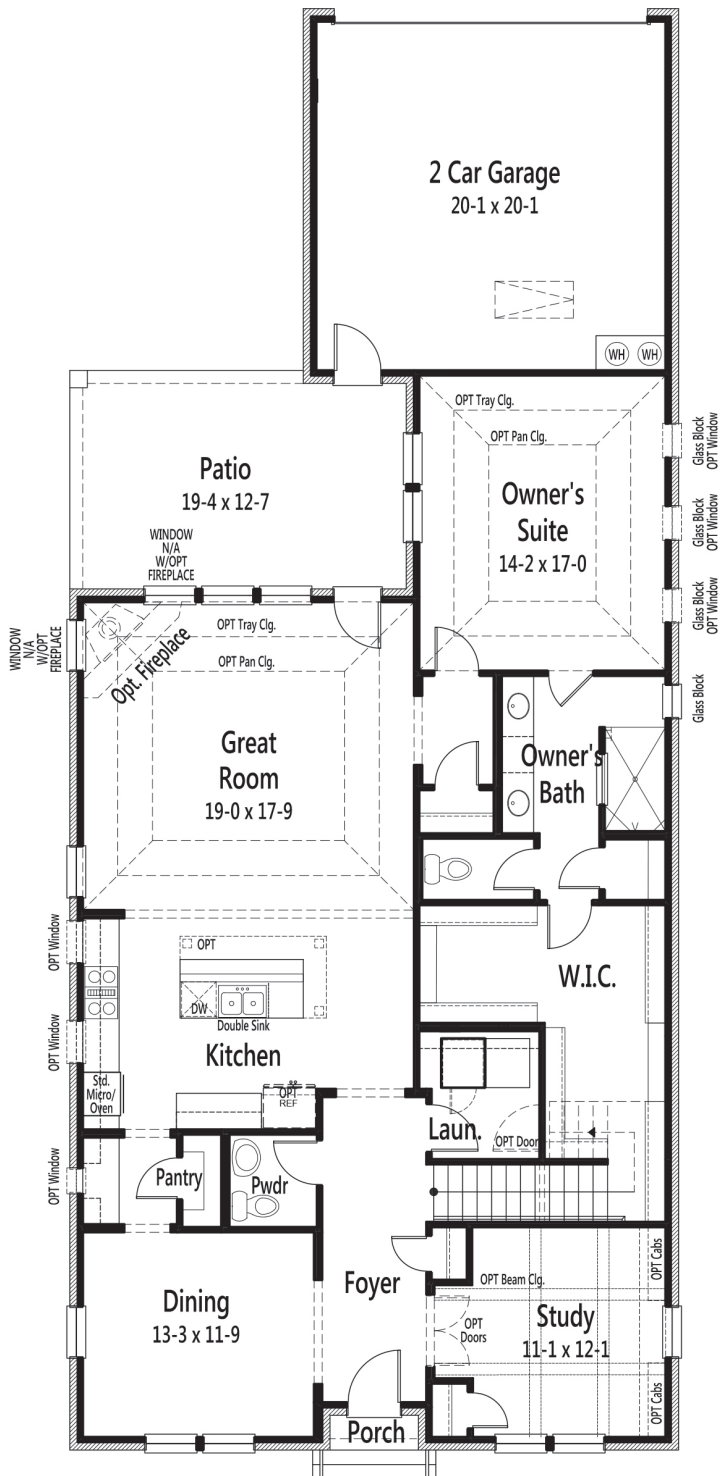 2 Car Garage
20-1 x 20-1
WH
WH
OPT Tray Clg.
OPT Pan Clg.
Glass Block
OPT Window
Patio
19-4 x 12-7
Owner's
Suite
14-2 x 17-0
Glass Block
OPT Window
WINDOW
N/A
W/OPT
FIREPLACE
Glass Block
OPT Window
WINDOW
N/A
W/OPT
FIREPLACE
OPT Tray Clg.
OPT Pan Clg.
Opt. Fireplace
Glass Block
Great
Room
19-0 x 17-9
Owner's
Bath
OPT Window
OPT
W.I.C.
DW
Double Sink
OPT Window
Kitchen
Std.
Micro/
Oven
OPT
REF
Laun.
OPT Door
OPT Window
Pantry
Pwdr
Foyer
OPT Beam Clg.
OPT Cabs
Dining
13-3 x 11-9
OPT
Doors
Study
11-1 x 12-1
OPT Cabs
Porch